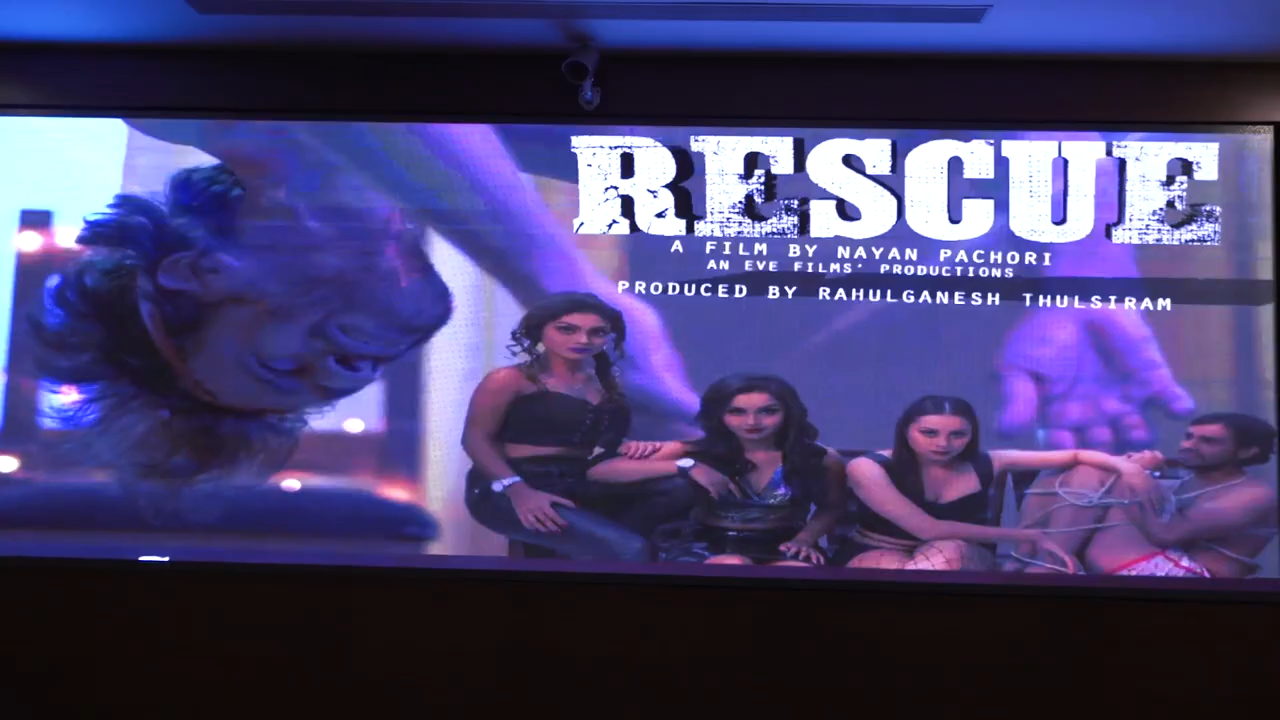 RESCUE
A FILM BY NAYAN PACHORI
AN EVE FILMS' PRODUCTIONS
PRODUCED BY RAHULGANESH THULSIRAM